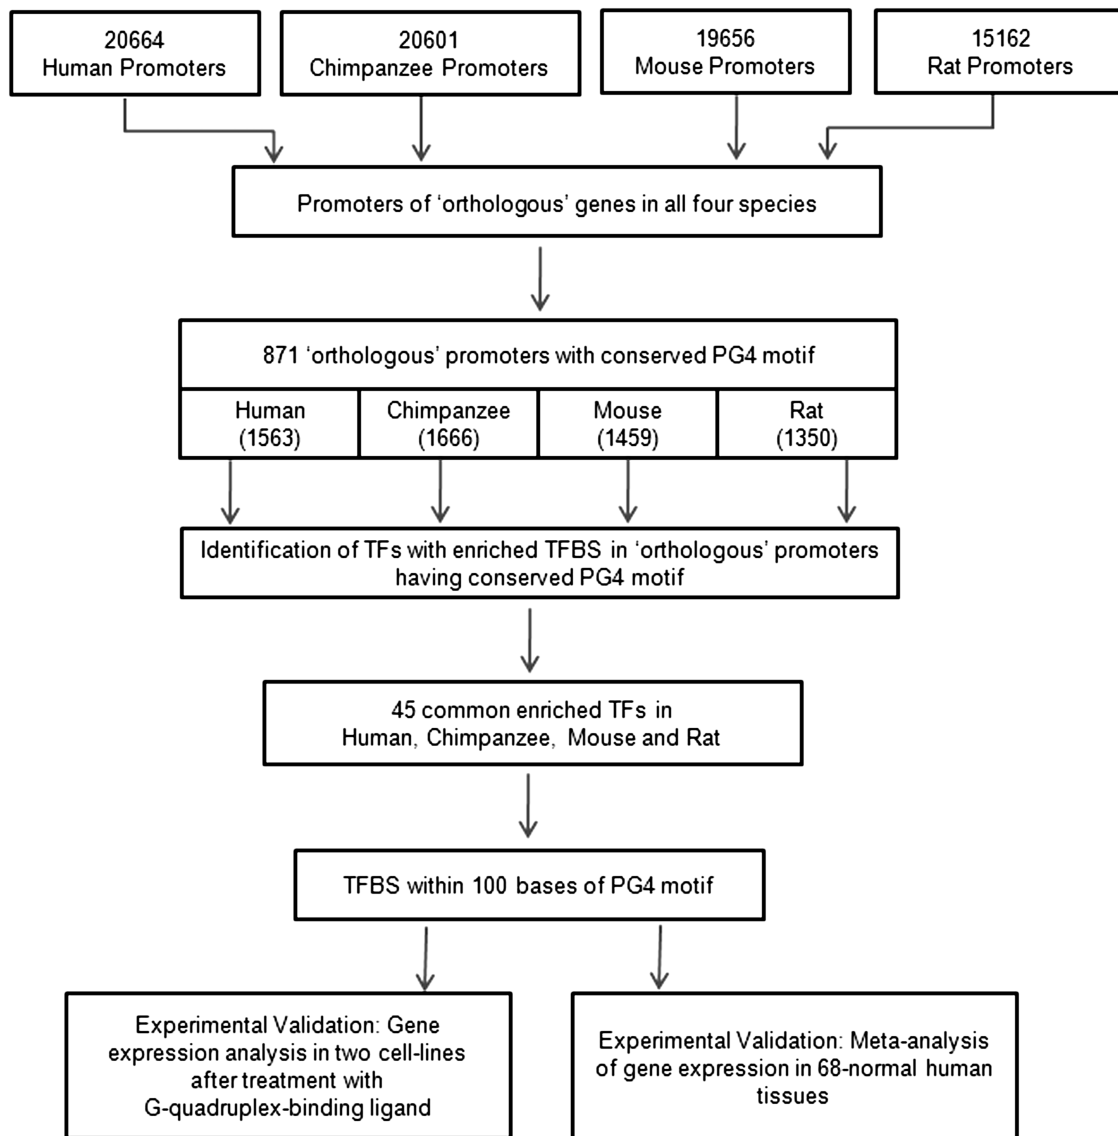 20664
Human Promoters
20601
Chimpanzee Promoters
19656
Mouse Promoters
15162
Rat Promoters
Promoters of ‘orthologous’ genes in all four species
871 ‘orthologous’ promoters with conserved PG4 motif
Human
(1563)
Chimpanzee
(1666)
Mouse
(1459)
Rat
(1350)
Identification of TFs with enriched TFBS in ‘orthologous’ promoters
having conserved PG4 motif
45 common enriched TFs in
Human, Chimpanzee, Mouse and Rat
TFBS within 100 bases of PG4 motif
Experimental Validation: Gene
expression analysis in two cell-lines
after treatment with
G-quadruplex-binding ligand
Experimental Validation: Meta-analysis
of gene expression in 68-normal human
tissues